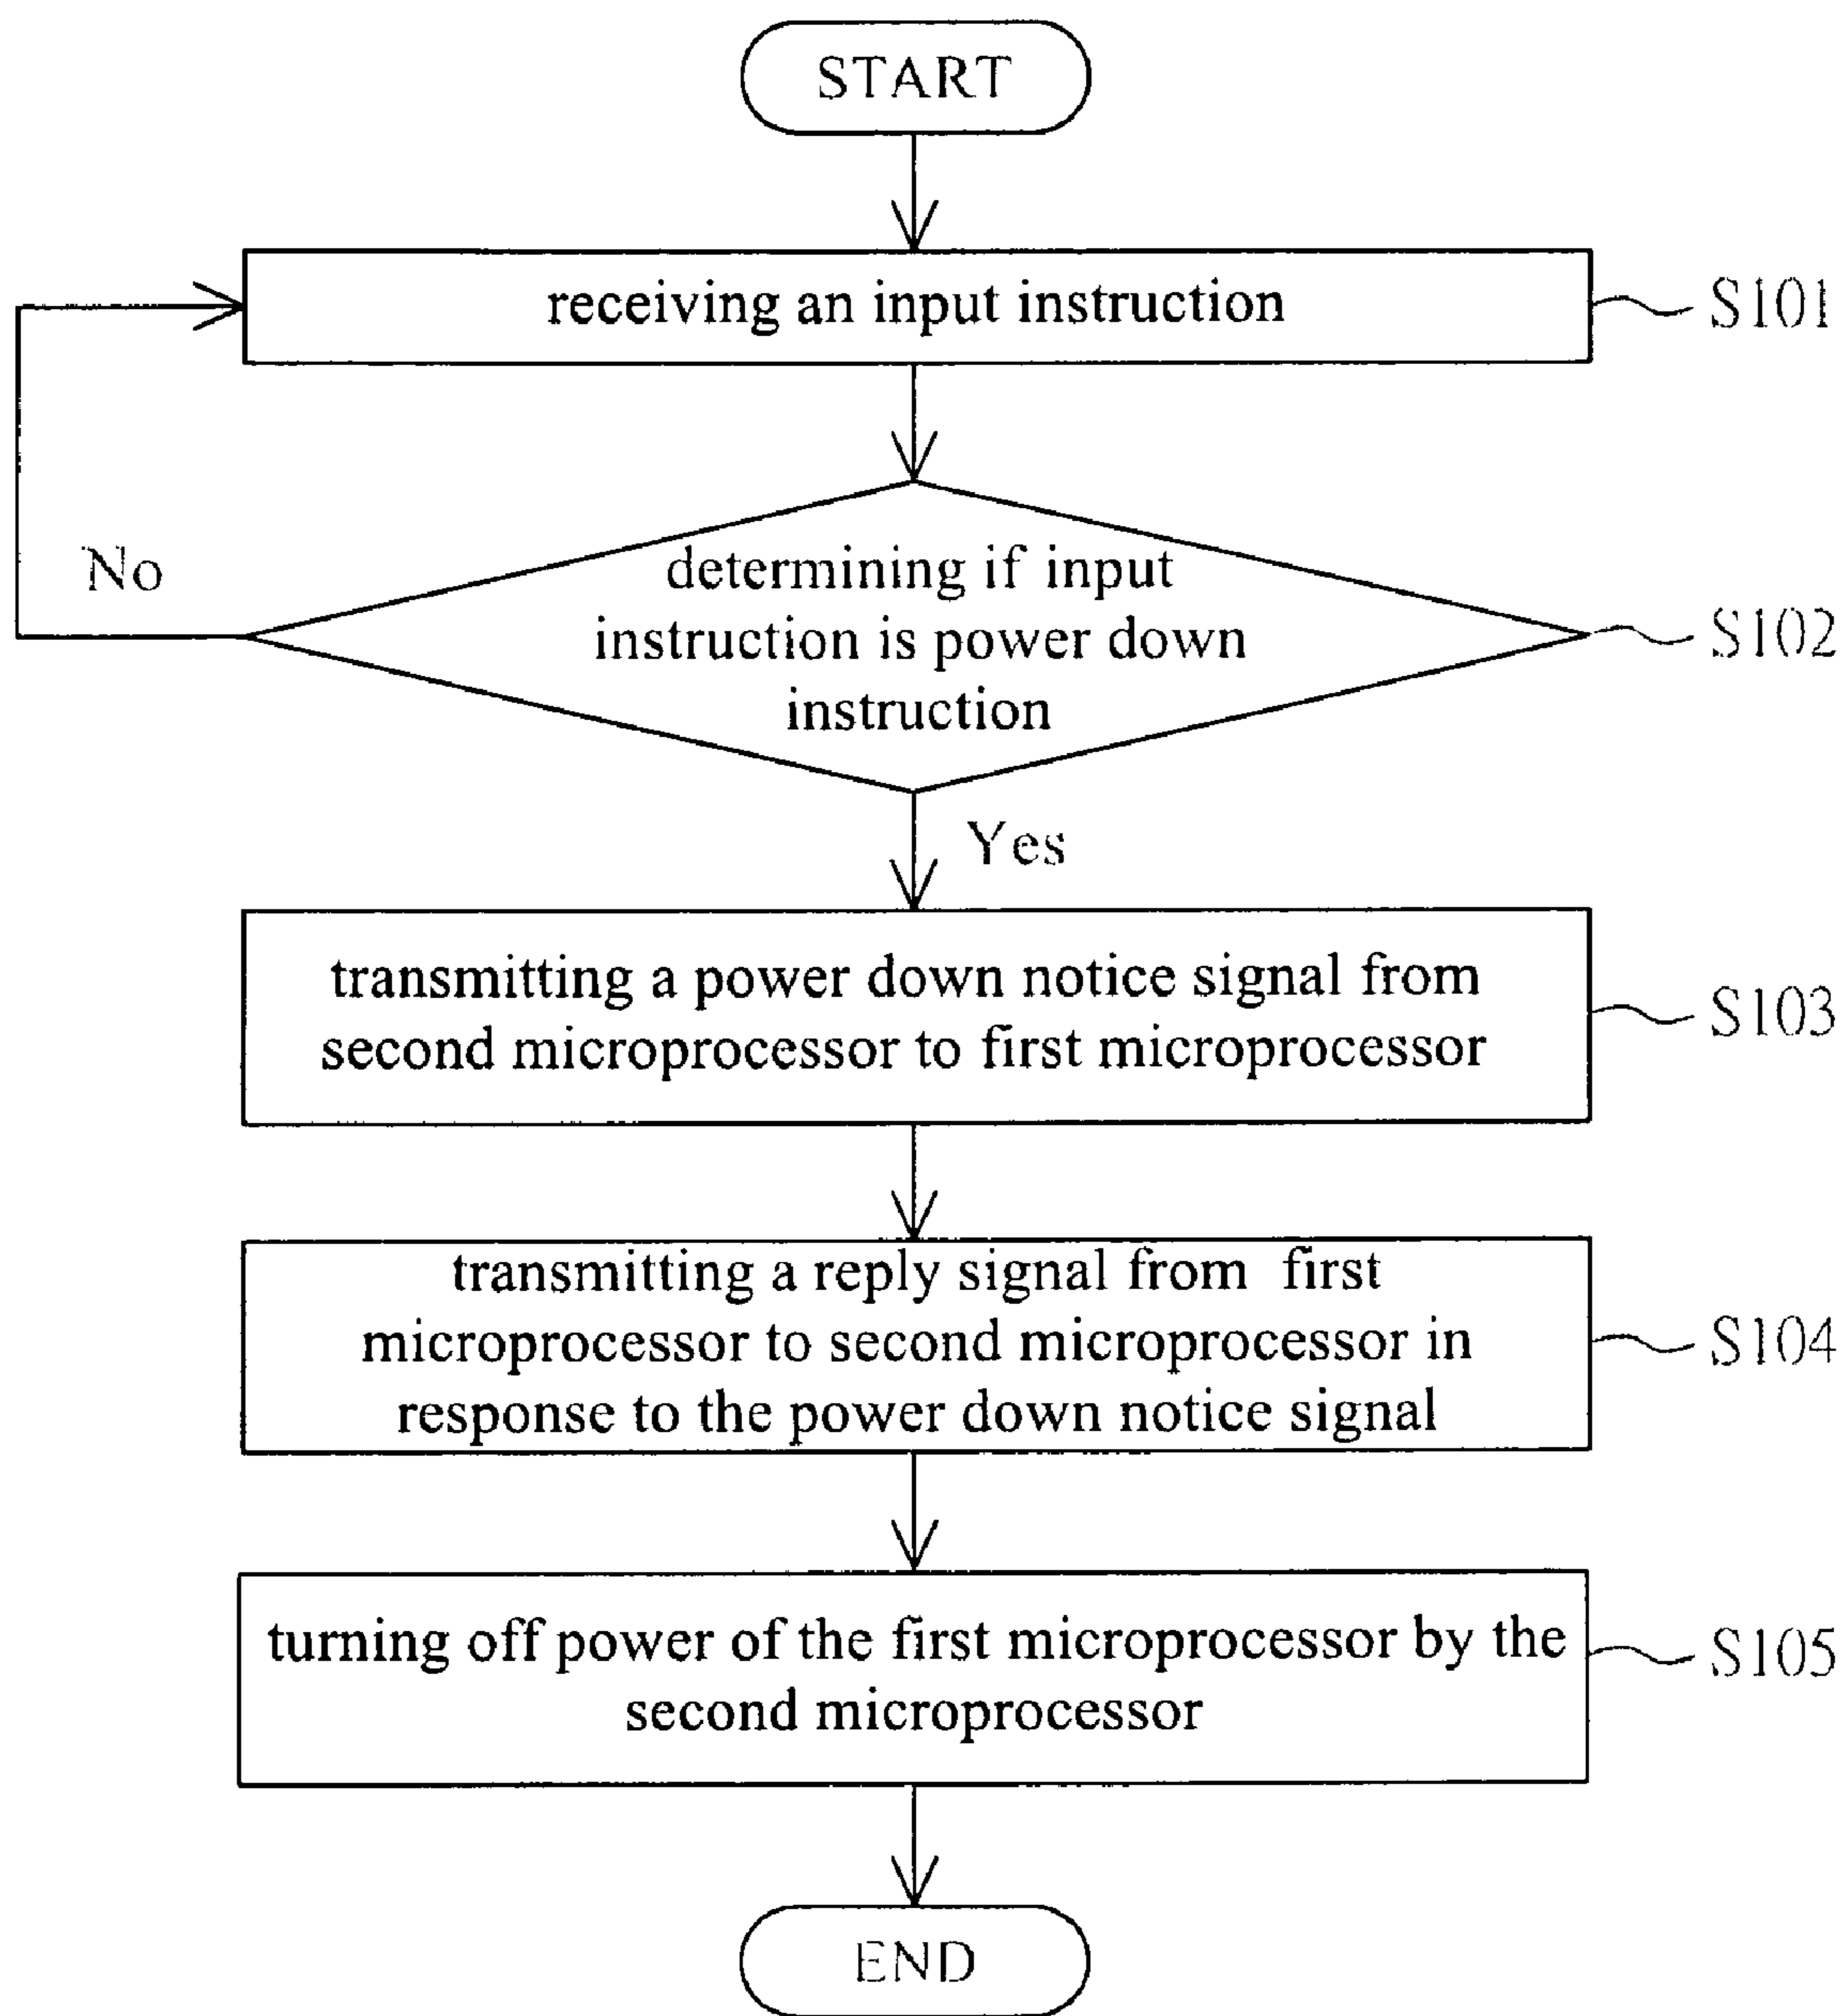 START
receiving an input instruction
S101
No
determining if input
instruction is power down
instruction
S102
Yes
transmitting a power down notice signal from
second microprocessor to first microprocessor
S103
transmitting a reply signal from first
microprocessor to second microprocessor in
response to the power down notice signal
S104
turning off power of the first microprocessor by the
second microprocessor
S105
END